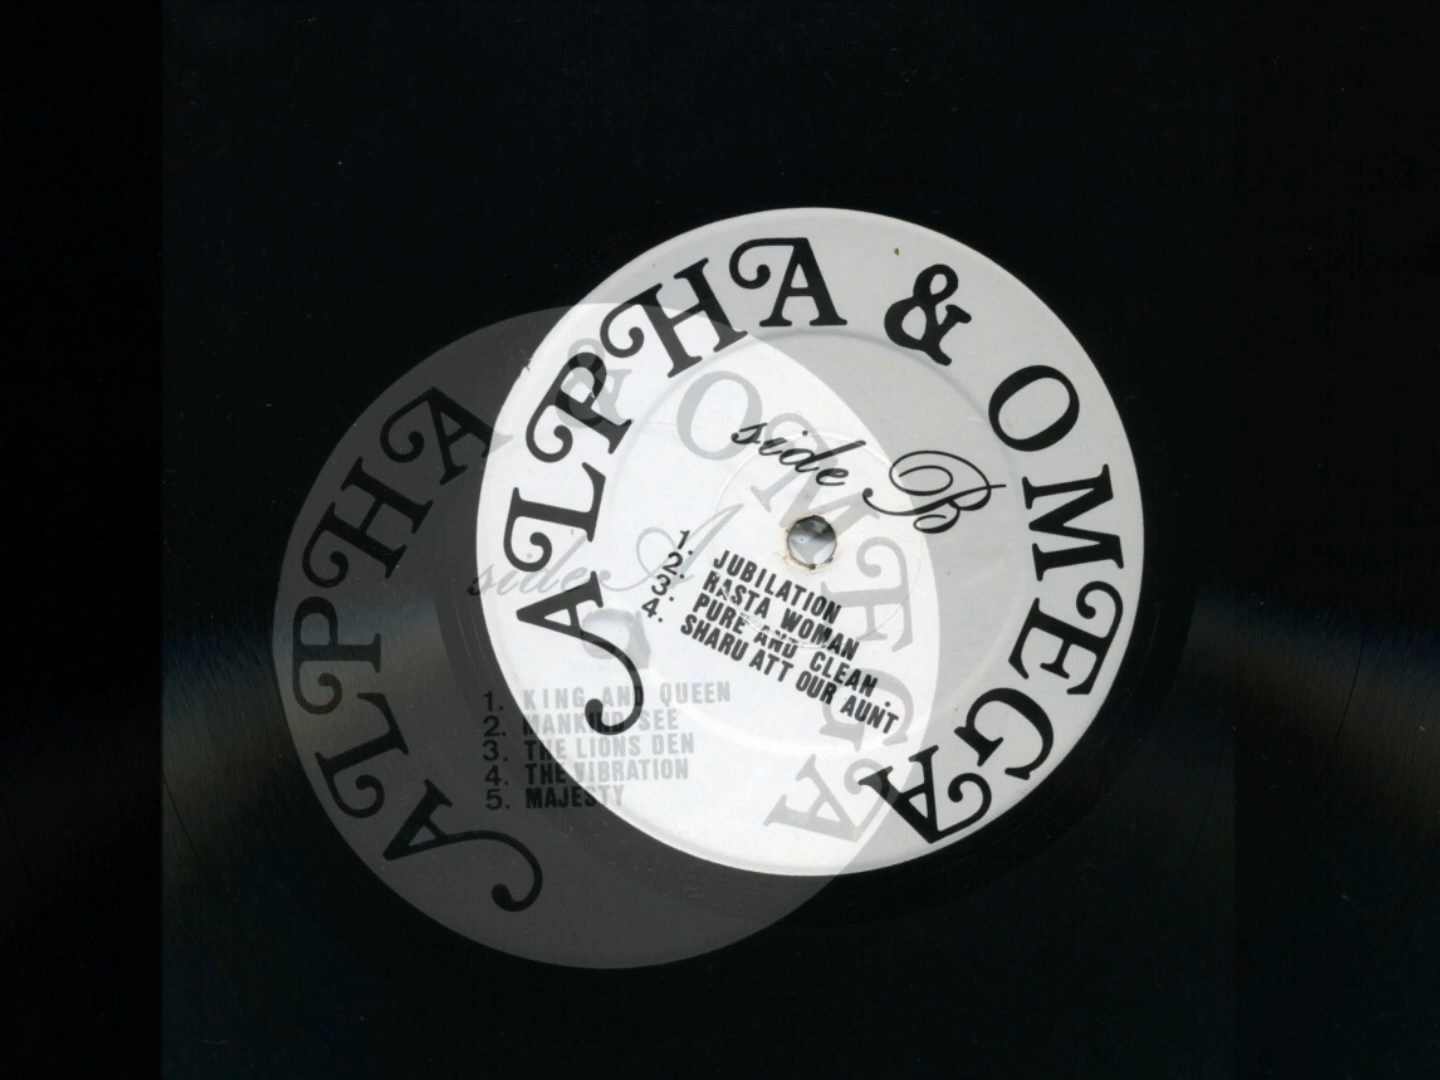 ALPHA & OMEGA
side B
1. JUBILATION
2. RASTA WOMAN
3. PURE AND CLEAN.
4. SHARU ATT OUR AUNT
ALPHA & OMEGA
side A
1. KING AND QUEEN
2. MANKIND SEE
3. THE LIONS DEN
4. THE VIBRATION
5. MAJESTY